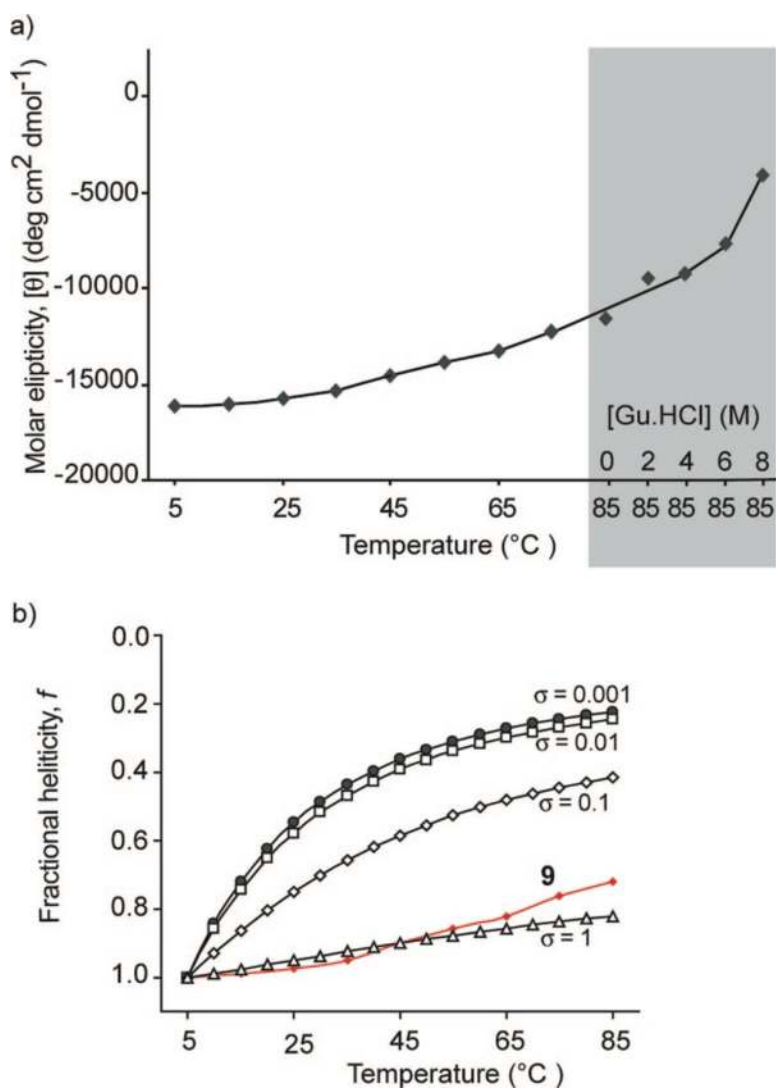 a)
Molar elipticity, [θ] (deg cm² dmol⁻¹)
0
-5000
-10000
-15000
-20000
[Gu.HCl] (M)
0 2 4 6 8
5 25 45 65 85 85 85 85 85
Temperature (°C )
b)
Fractional heliticity, f
0.0
0.2
0.4
0.6
0.8
1.0
σ = 0.001
σ = 0.01
σ = 0.1
9
σ = 1
5 25 45 65 85
Temperature (°C )